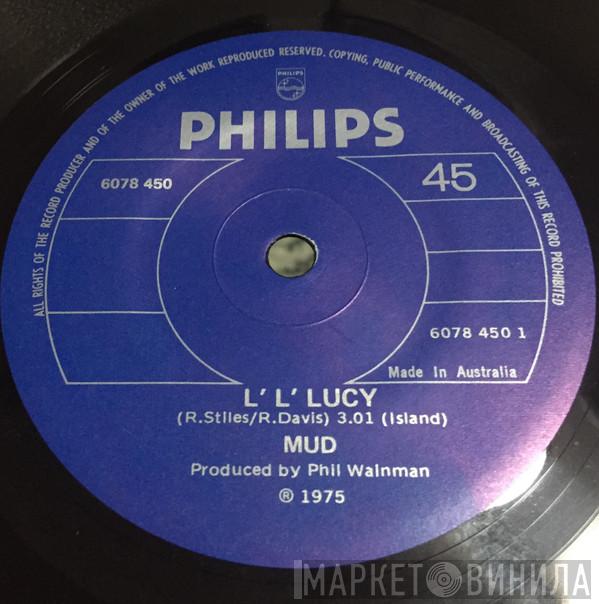 ALL RIGHTS OF THE RECORD PRODUCER AND OF THE OWNER OF THE WORK REPRODUCED RESERVED. COPYING, PUBLIC PERFORMANCE AND BROADCASTING OF THIS RECORD PROHIBITED
PHILIPS
PHILIPS
6078 450
45
6078 450 1
Made In Australia
L' L' LUCY
(R.Stiles/R.Davis) 3.01 (Island)
MUD
Produced by Phil Wainman
℗ 1975
МАРКЕТ ВИНИЛА